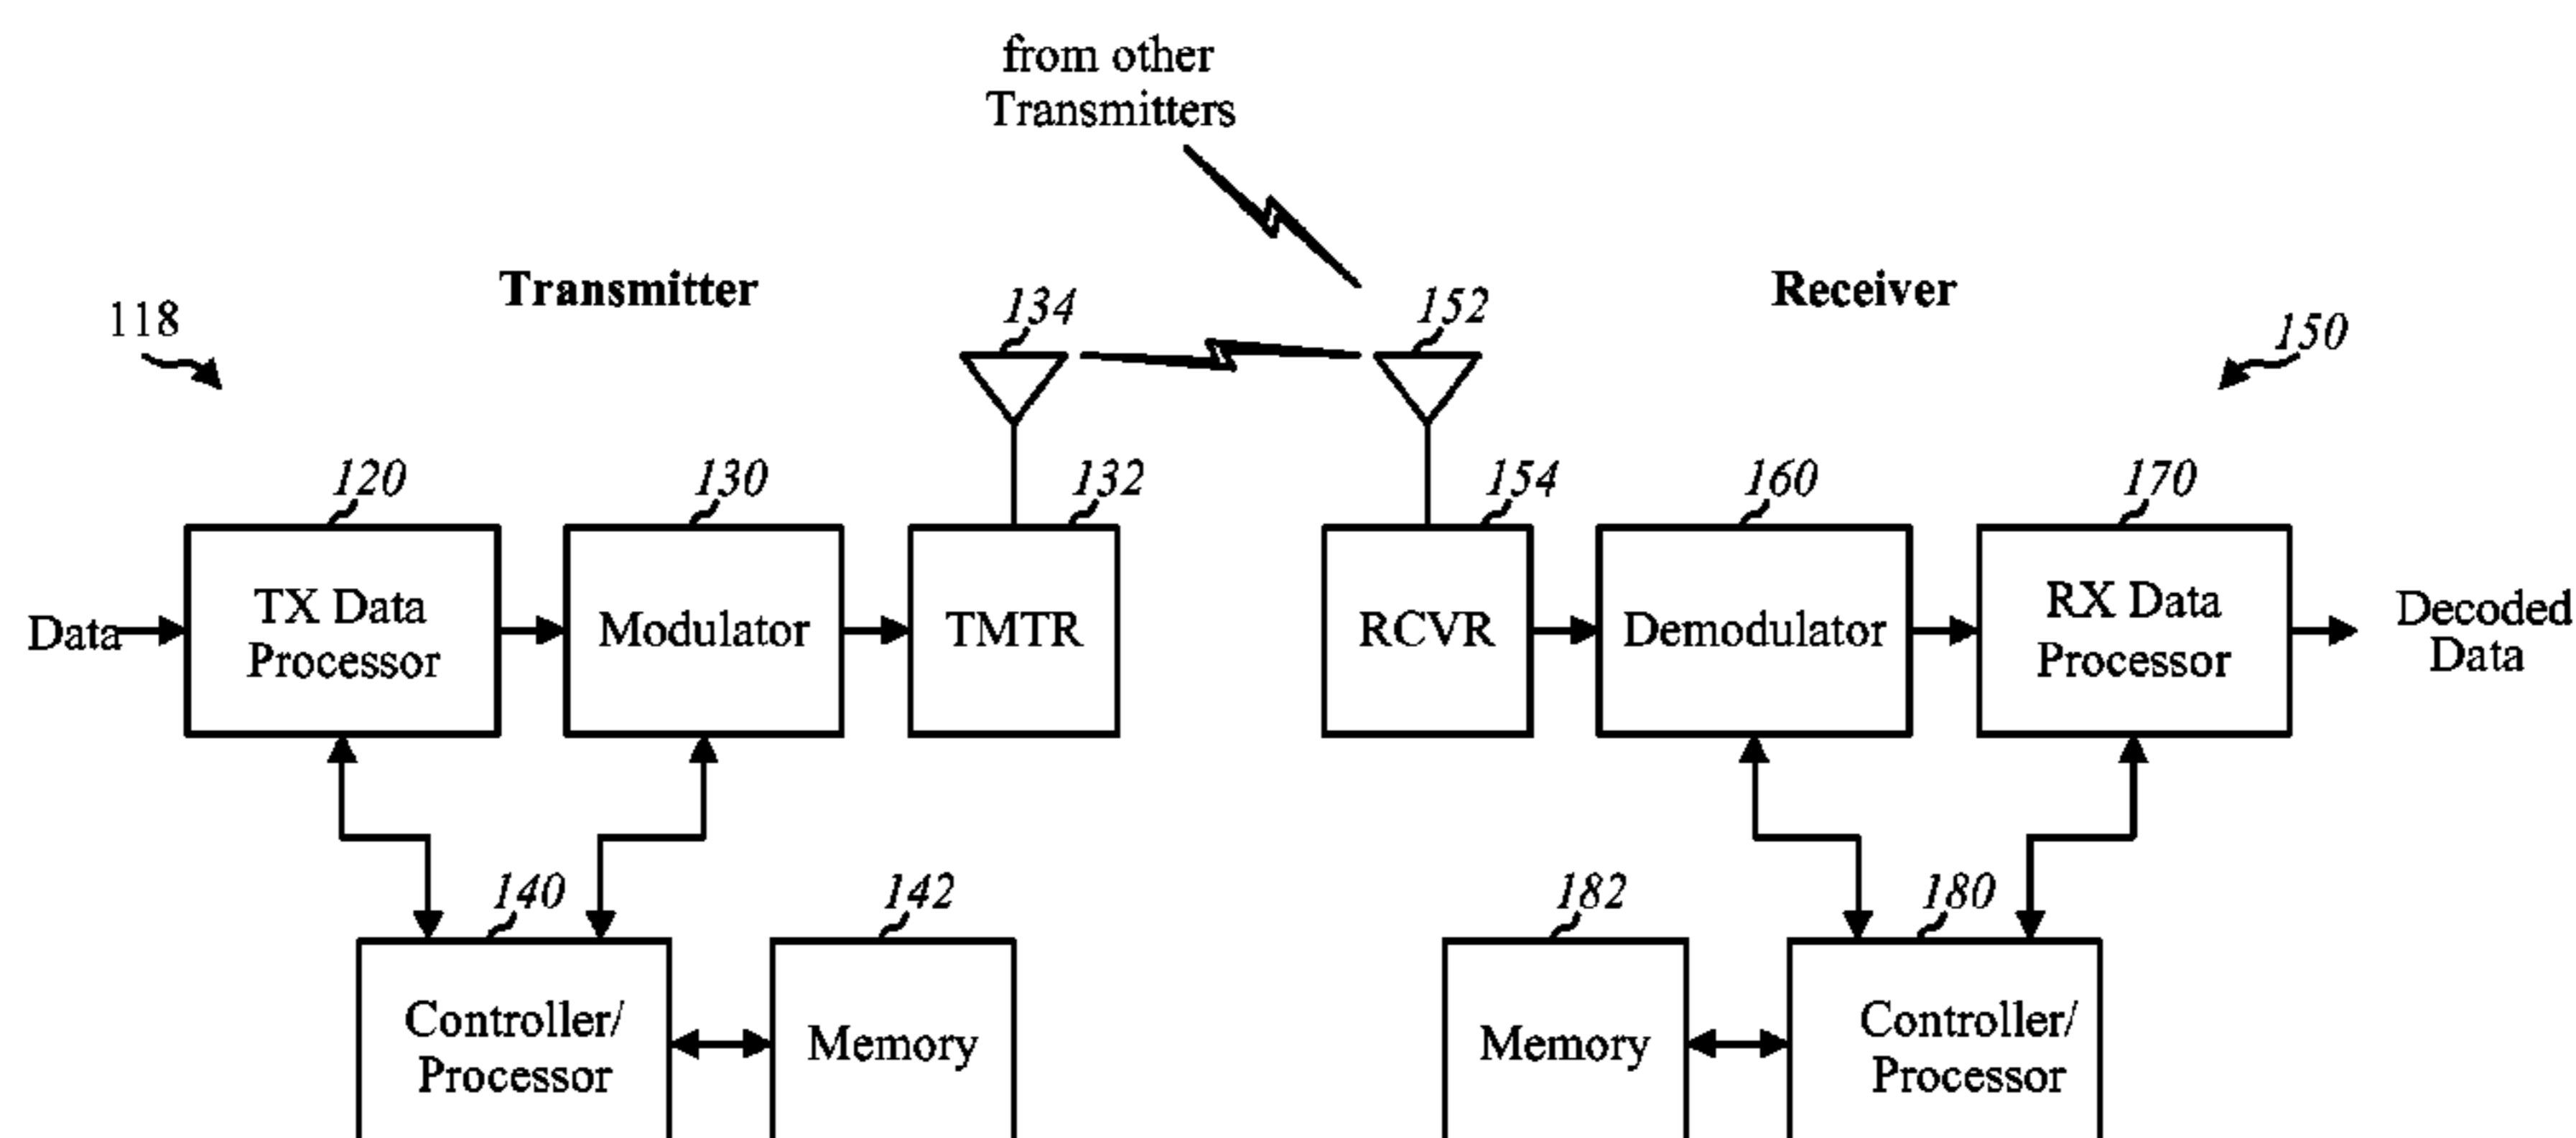 from other
Transmitters
Transmitter
Receiver
118
134
152
150
120
130
132
154
160
170
Data
TX Data
Processor
Modulator
TMTR
RCVR
Demodulator
RX Data
Processor
Decoded
Data
140
142
182
180
Controller/
Processor
Memory
Memory
Controller/
Processor